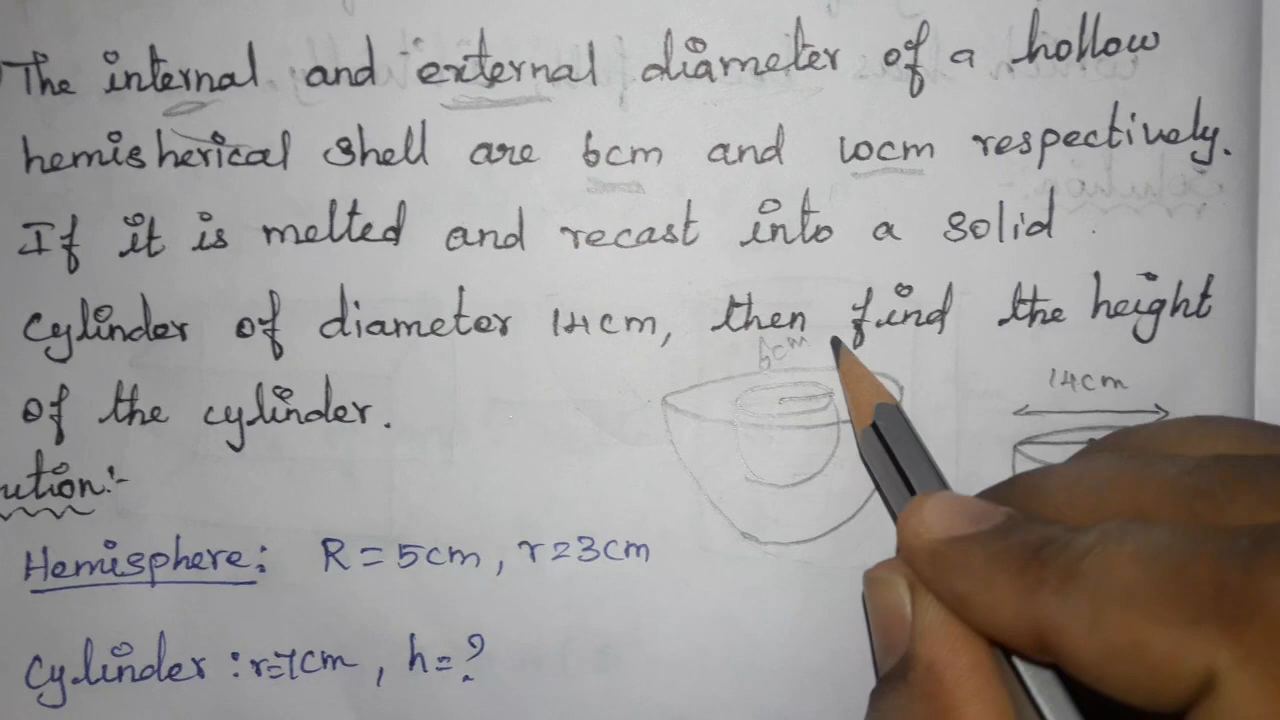 The internal and external diameter of a hollow
hemisherical shell are 6cm and 10cm respectively.
If it is melted and recast into a solid
cylinder of diameter 14cm, then find the height
6cm
14cm
of the cylinder.
ution:-
Hemisphere: R = 5cm, r=3cm
Cylinder: r=7cm, h=?